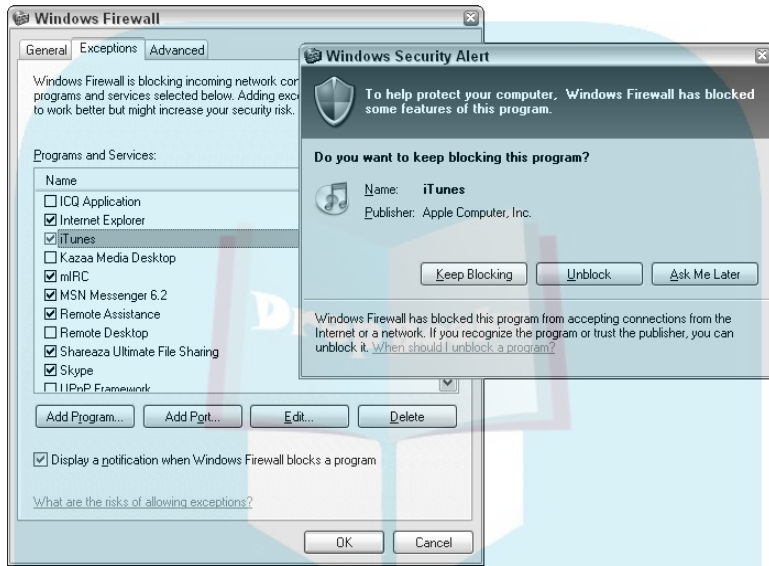 Windows Firewall
General Exceptions Advanced
Windows Firewall is blocking incoming network
programs and services selected below. Adding
to work better but might increase your security risk.
Programs and Services:
Name
ICQ Application
Internet Explorer
iTunes
Kazaa Media Desktop
mIRC
MSN Messenger 6.2
Remote Assistance
Remote Desktop
Shareaza Ultimate File Sharing
Skype
UPnP Framework
Add Program... Add Port... Edit... Delete
Display a notification when Windows Firewall blocks a program
What are the risks of allowing exceptions?
OK Cancel
Windows Security Alert
To help protect your computer, Windows Firewall has blocked
some features of this program.
Do you want to keep blocking this program?
Name: iTunes
Publisher: Apple Computer, Inc.
Keep Blocking Unblock Ask Me Later
Windows Firewall has blocked this program from accepting connections from the
Internet or a network. If you recognize the program or trust the publisher, you can
unblock it. When should I unblock a program?